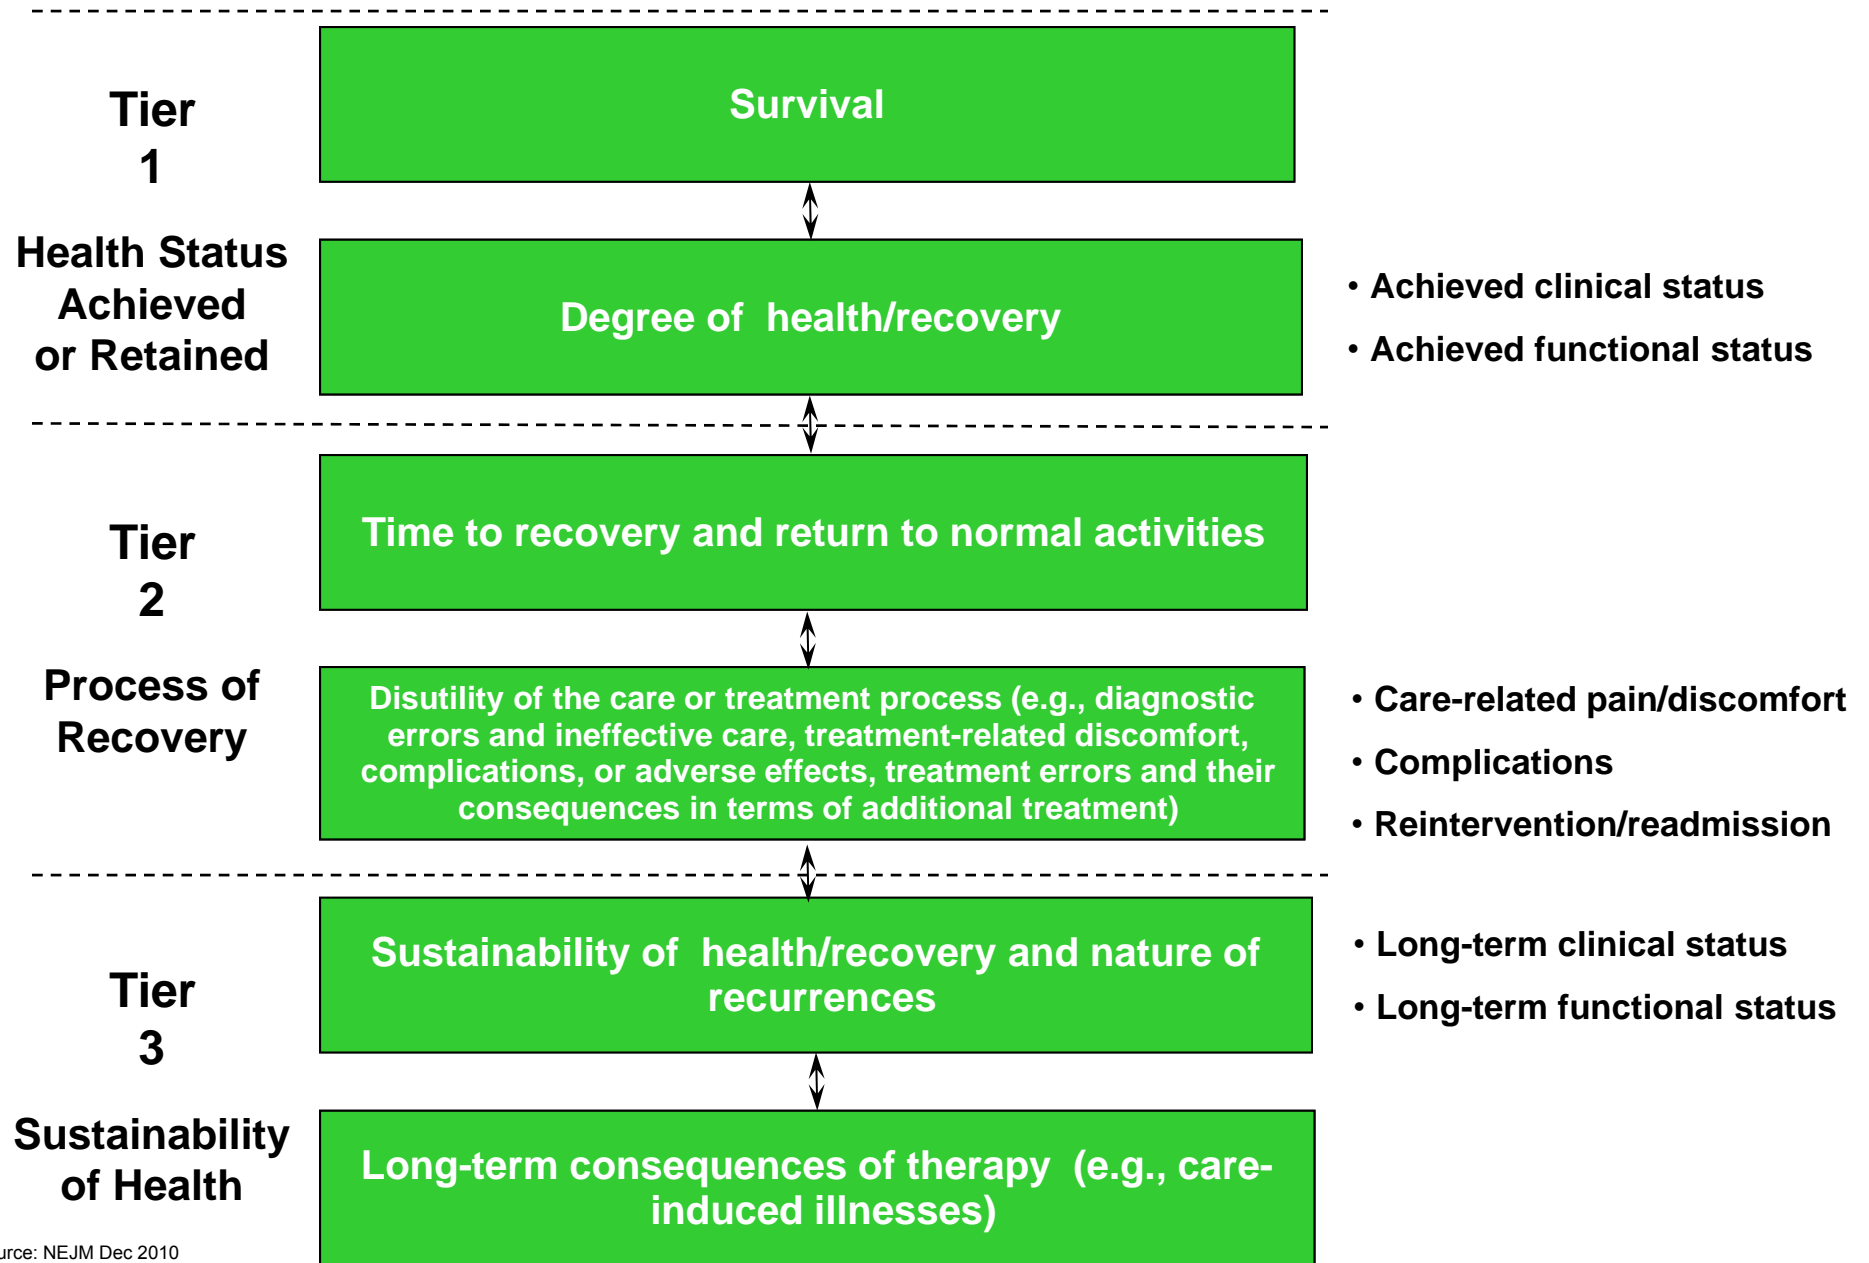 Tier
1
Health Status
Achieved
or Retained
Survival
Degree of health/recovery
• Achieved clinical status
• Achieved functional status
Tier
2
Process of
Recovery
Time to recovery and return to normal activities
Disutility of the care or treatment process (e.g., diagnostic
errors and ineffective care, treatment-related discomfort,
complications, or adverse effects, treatment errors and their
consequences in terms of additional treatment)
• Care-related pain/discomfort
• Complications
• Reintervention/readmission
Tier
3
Sustainability
of Health
Sustainability of health/recovery and nature of
recurrences
• Long-term clinical status
• Long-term functional status
Long-term consequences of therapy (e.g., care-
induced illnesses)
urce: NEJM Dec 2010